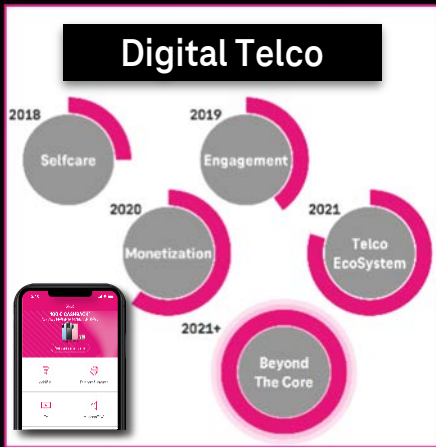 Digital Telco
2018
Selfcare
2019
Engagement
2020
Monetization
2021
Telco
EcoSystem
2021+
Beyond
The Core